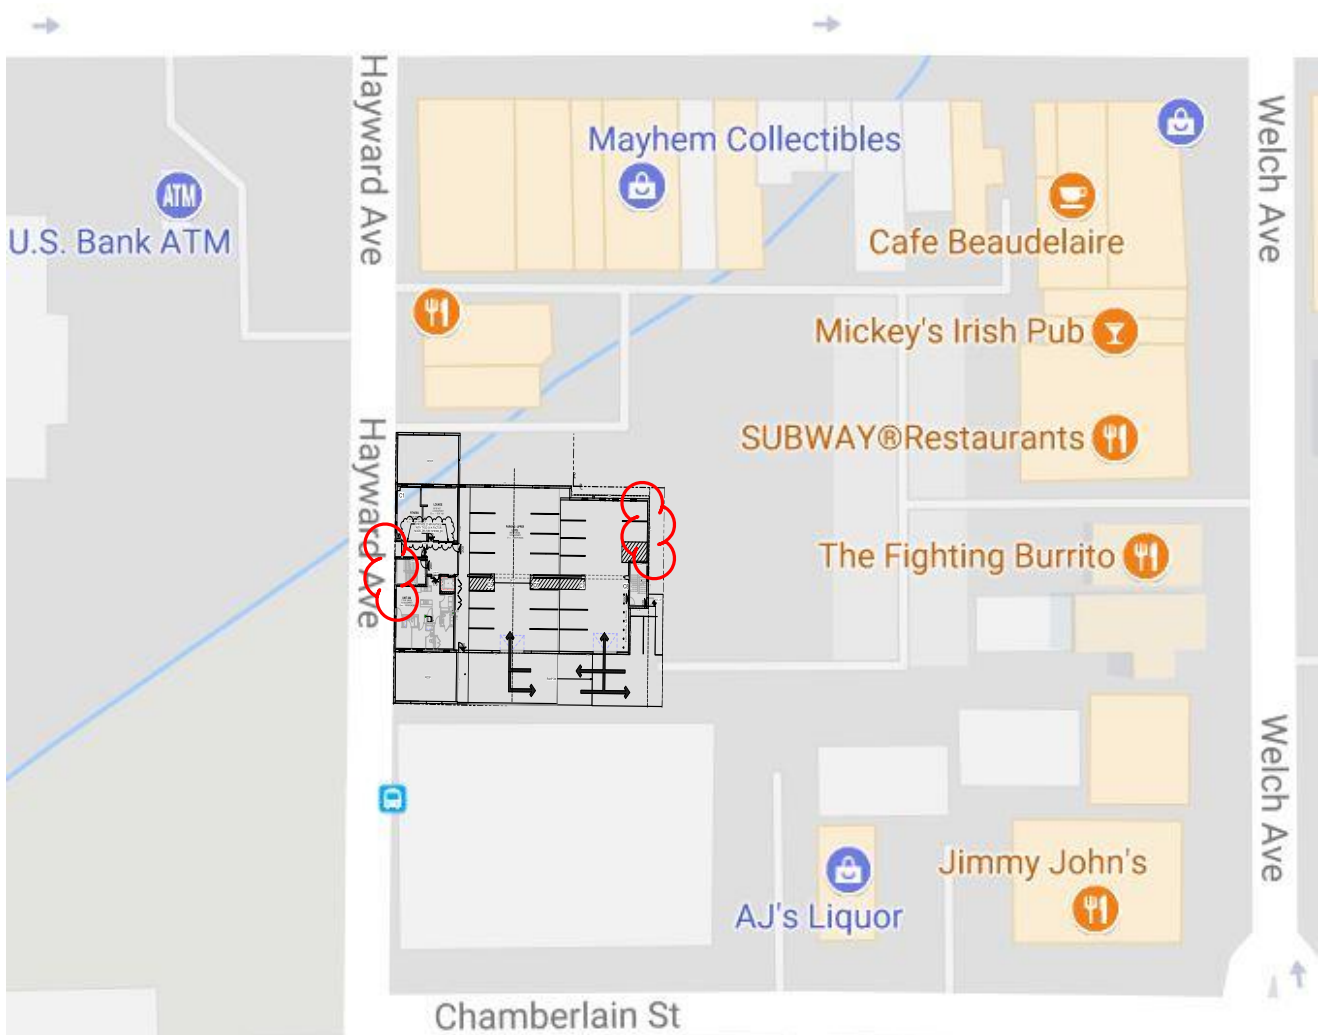 Hayward Ave
Mayhem Collectibles
Welch Ave
ATM
U.S. Bank ATM
Cafe Beaudelaire
Mickey's Irish Pub
Hayward Ave
SUBWAY®Restaurants
The Fighting Burrito
Welch Ave
Jimmy John's
AJ's Liquor
Chamberlain St